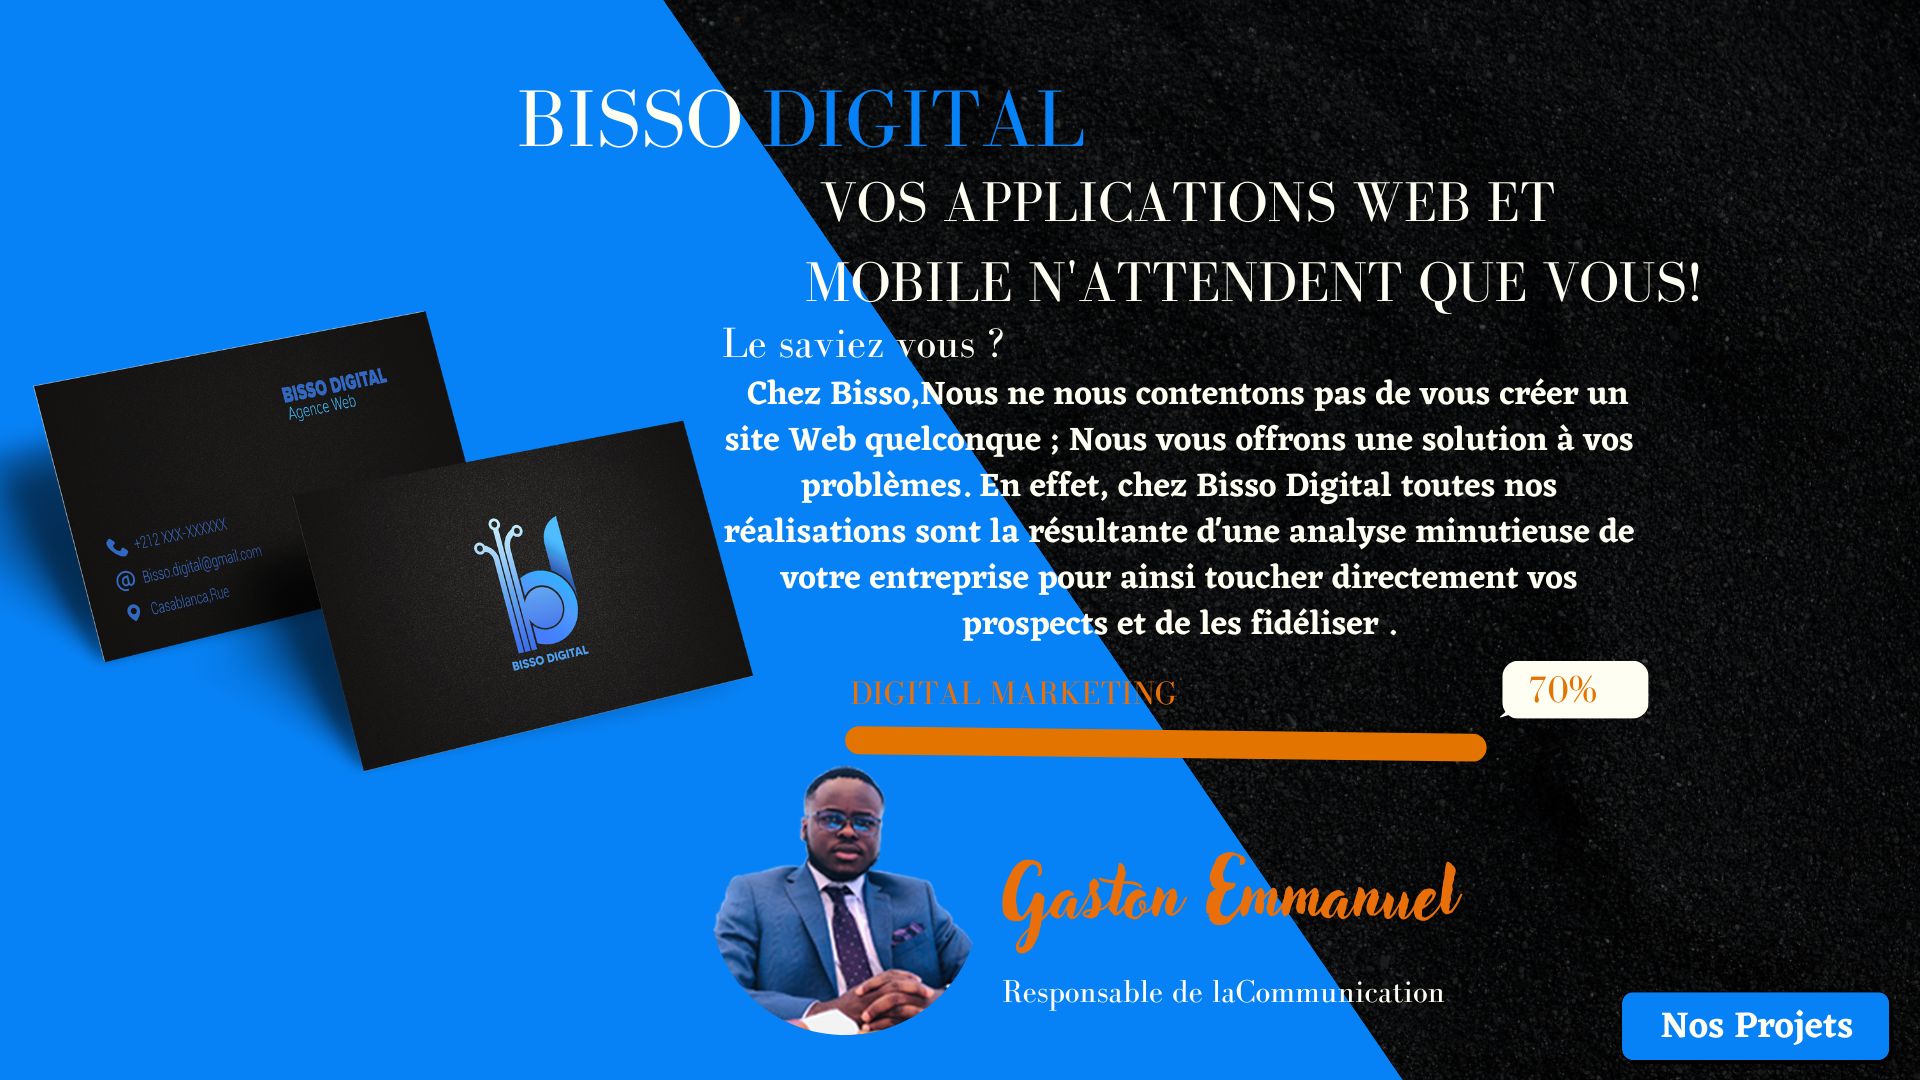 BISSO DIGITAL
VOS APPLICATIONS WEB ET
MOBILE N'ATTENDENT QUE VOUS!
Le saviez vous ?
Chez Bisso,Nous ne nous contentons pas de vous créer un
site Web quelconque ; Nous vous offrons une solution à vos
problèmes. En effet, chez Bisso Digital toutes nos
réalisations sont la résultante d'une analyse minutieuse de
votre entreprise pour ainsi toucher directement vos
prospects et de les fidéliser .
BISSO DIGITAL
Agence Web
+212 XXX-XXXXXX
Bisso.digital@gmail.com
Casablanca,Rue
BISSO DIGITAL
DIGITAL MARKETING
70%
Gaston Emmanuel
Responsable de laCommunication
Nos Projets